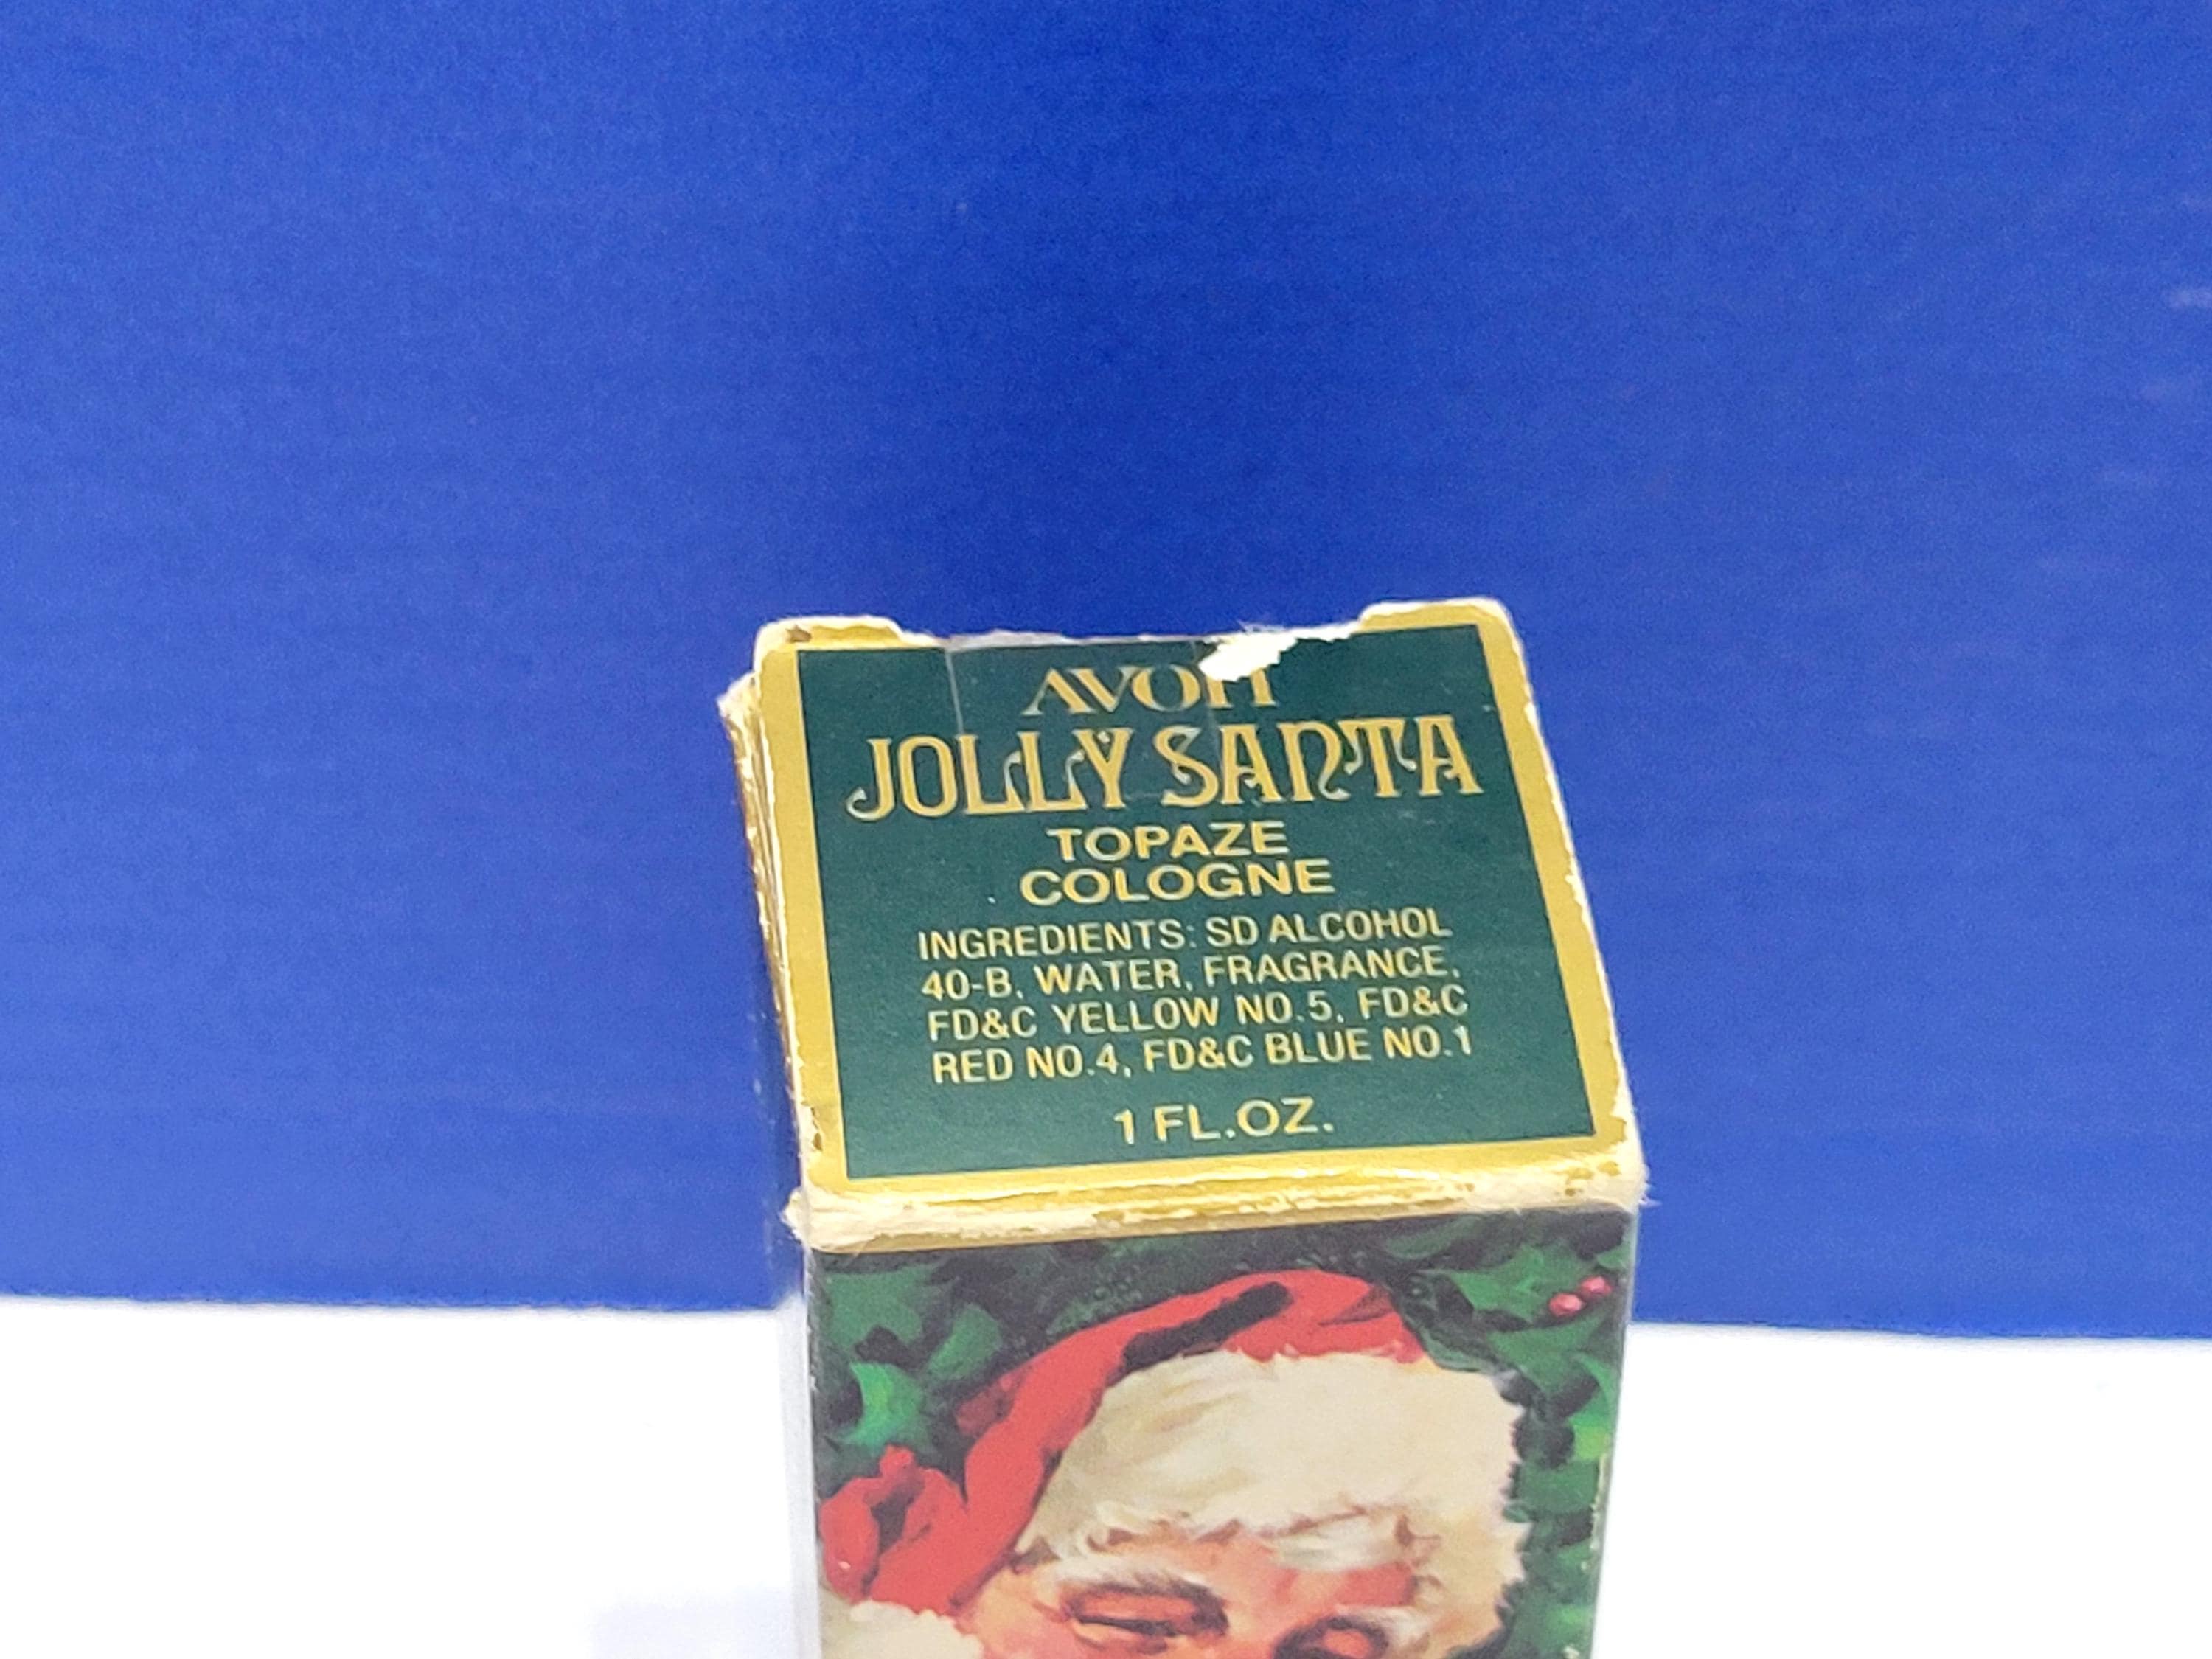 AVON
JOLLY SANTA
TOPAZE
COLOGNE
INGREDIENTS: SD ALCOHOL
40-B, WATER, FRAGRANCE,
FD&C YELLOW NO.5, FD&C
RED NO.4, FD&C BLUE NO.1
1 FL.OZ.